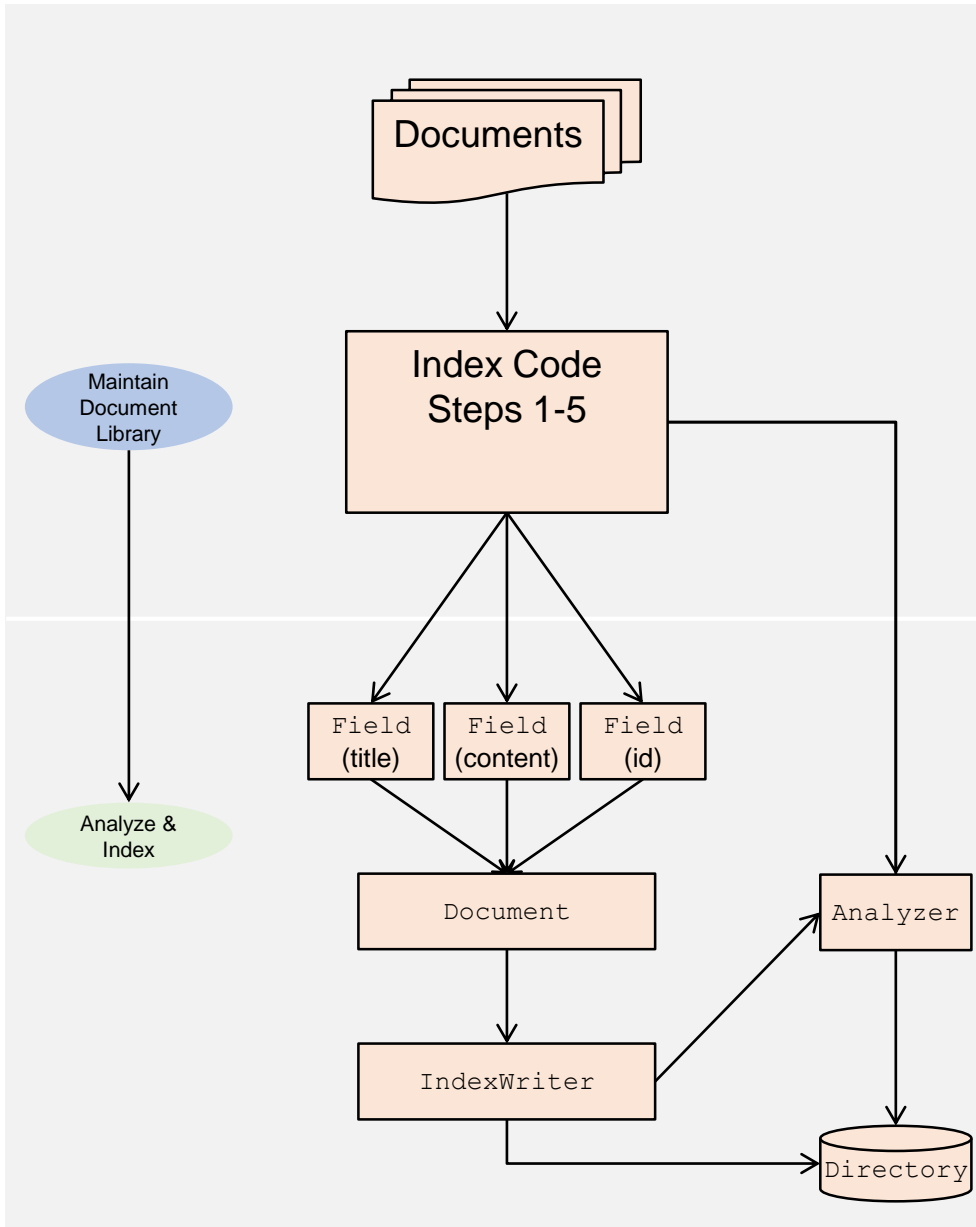 Documents
Index Code
Steps 1-5
Maintain
Document
Library
Field
(title)
Field
(content)
Field
(id)
Analyze &
Index
Document
Analyzer
IndexWriter
Directory